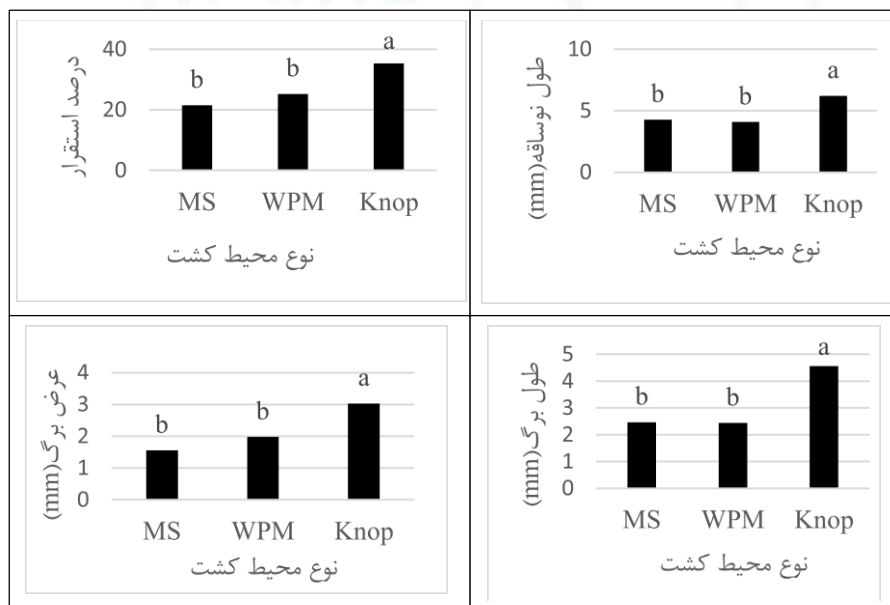 درصد استقرار
40
20
0
b
b
a
MS WPM Knop
نوع محیط کشت
طول نوساقه(mm)
10
5
0
b
b
a
MS WPM Knop
نوع محیط کشت
عرض برگ(mm)
4
3
2
1
0
b
b
a
MS WPM Knop
نوع محیط کشت
طول برگ(mm)
5
4
3
2
1
0
b
b
a
MS WPM Knop
نوع محیط کشت